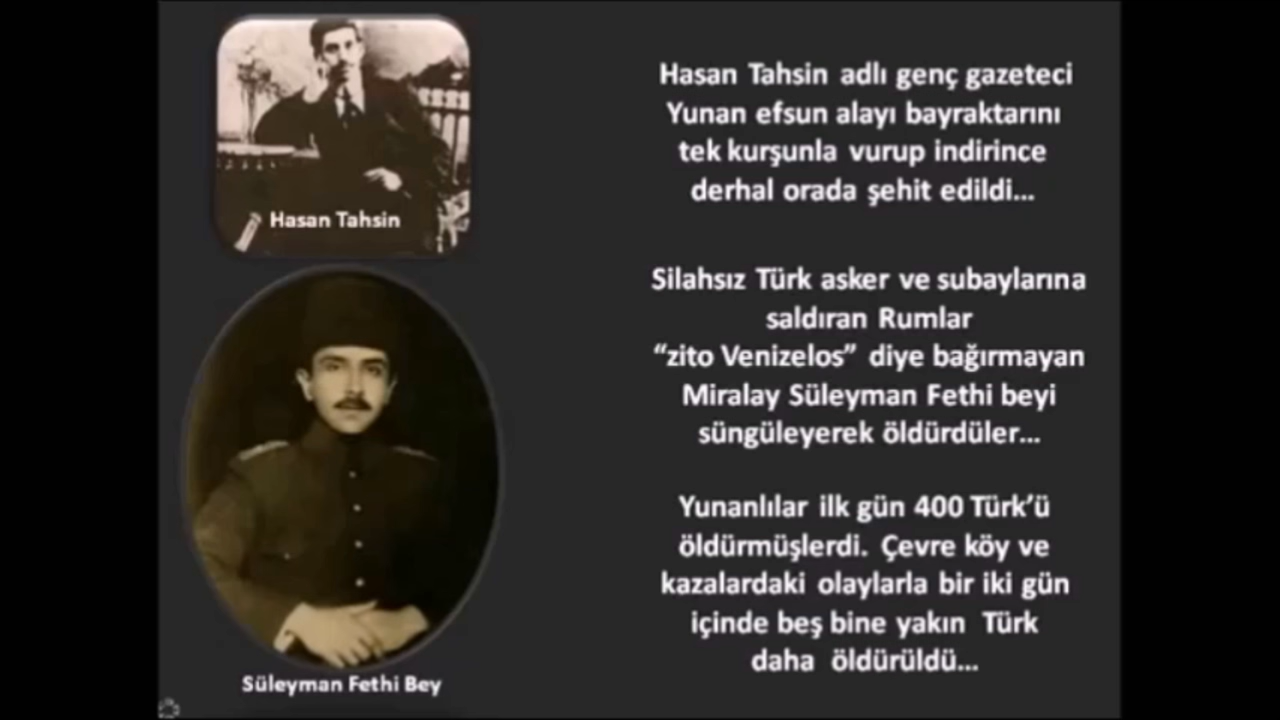 Hasan Tahsin
Süleyman Fethi Bey
Hasan Tahsin adlı genç gazeteci
Yunan efsun alayı bayraktarını
tek kurşunla vurup indirince
derhal orada şehit edildi...
Silahsız Türk asker ve subaylarına
saldıran Rumlar
“zito Venizelos” diye bağırmayan
Miralay Süleyman Fethi beyi
süngüleyerek öldürdüler...
Yunanlılar ilk gün 400 Türk’ü
öldürmüşlerdi. Çevre köy ve
kazalardaki olaylarla bir iki gün
içinde beş bine yakın Türk
daha öldürüldü...